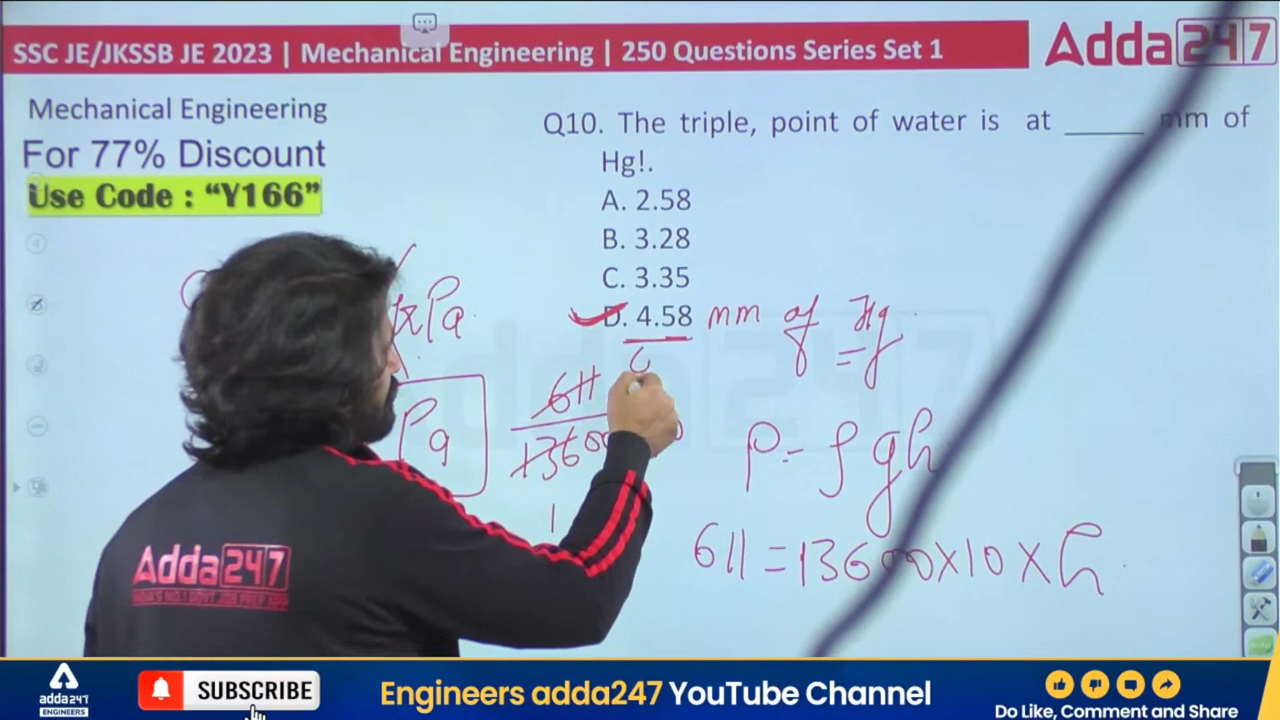 SSC JE/JKSSB JE 2023 | Mechanical Engineering | 250 Questions Series Set 1
Adda247
Mechanical Engineering
For 77% Discount
Use Code : “Y166”
Q10. The triple, point of water is at ______ mm of
Hg!.
A. 2.58
B. 3.28
C. 3.35
D. 4.58 mm of Hg
Pa
Pa
611
P = ρgh
611 = 13600 × 10 × h
Adda247
adda247
ENGINEERS
SUBSCRIBE
Engineers adda247 YouTube Channel
Do Like, Comment and Share